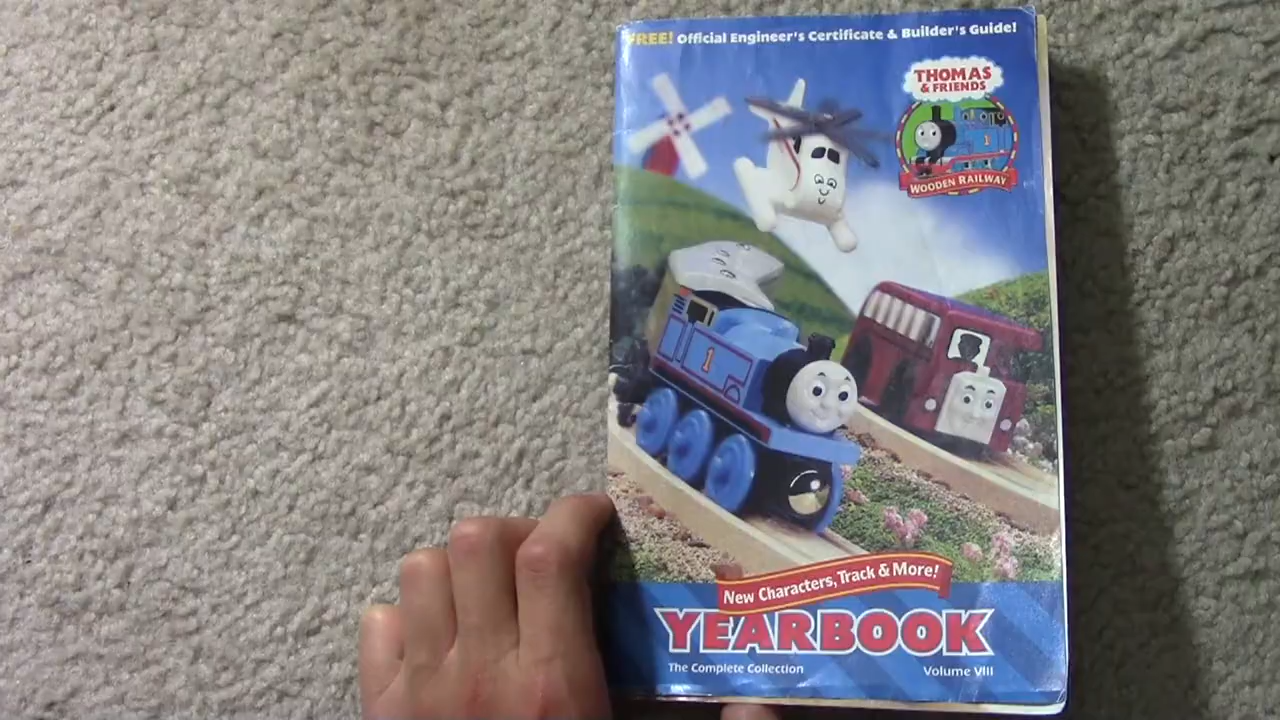 FREE! Official Engineer's Certificate & Builder's Guide!
THOMAS
& FRIENDS
1
WOODEN RAILWAY
1
New Characters, Track & More!
YEARBOOK
The Complete Collection
Volume VIII